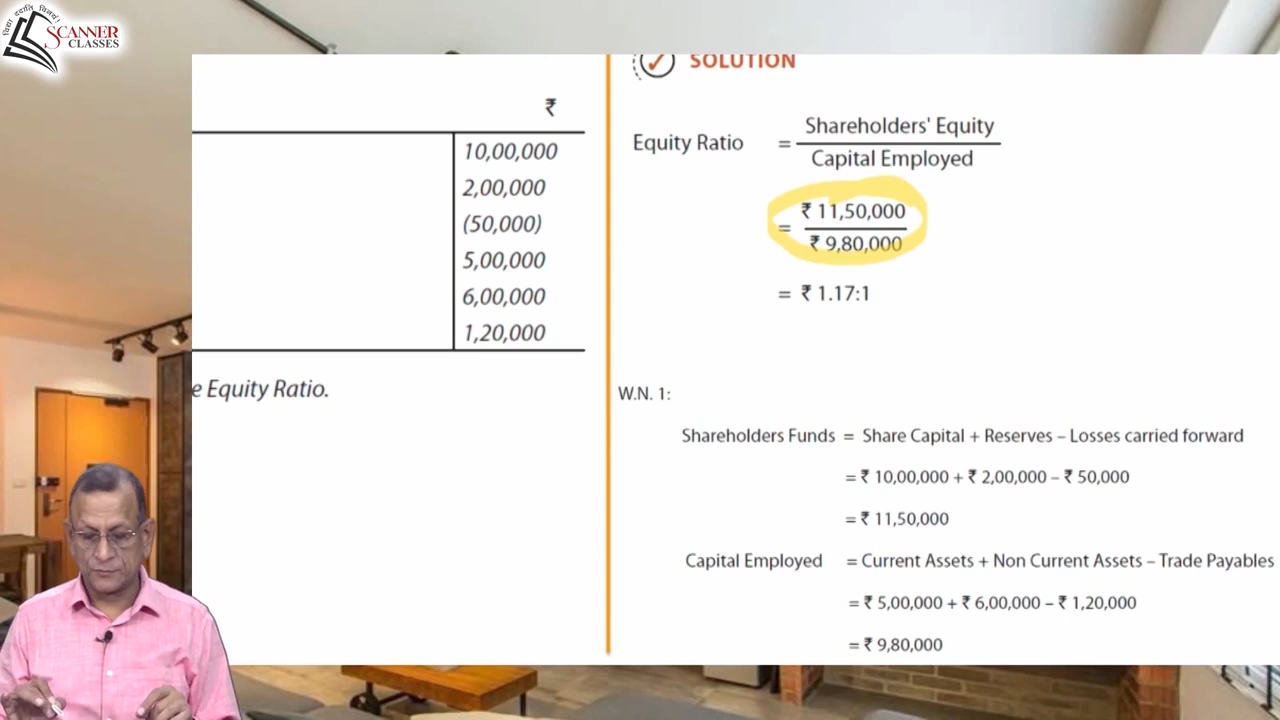 विद्या ददाति विनयं।
SCANNER
CLASSES
₹
10,00,000
2,00,000
(50,000)
5,00,000
6,00,000
1,20,000
e Equity Ratio.
SOLUTION
Equity Ratio = Shareholders' Equity
Capital Employed
= ₹ 11,50,000
₹ 9,80,000
= ₹ 1.17:1
W.N. 1:
Shareholders Funds = Share Capital + Reserves – Losses carried forward
= ₹ 10,00,000 + ₹ 2,00,000 – ₹ 50,000
= ₹ 11,50,000
Capital Employed = Current Assets + Non Current Assets – Trade Payables
= ₹ 5,00,000 + ₹ 6,00,000 – ₹ 1,20,000
= ₹ 9,80,000